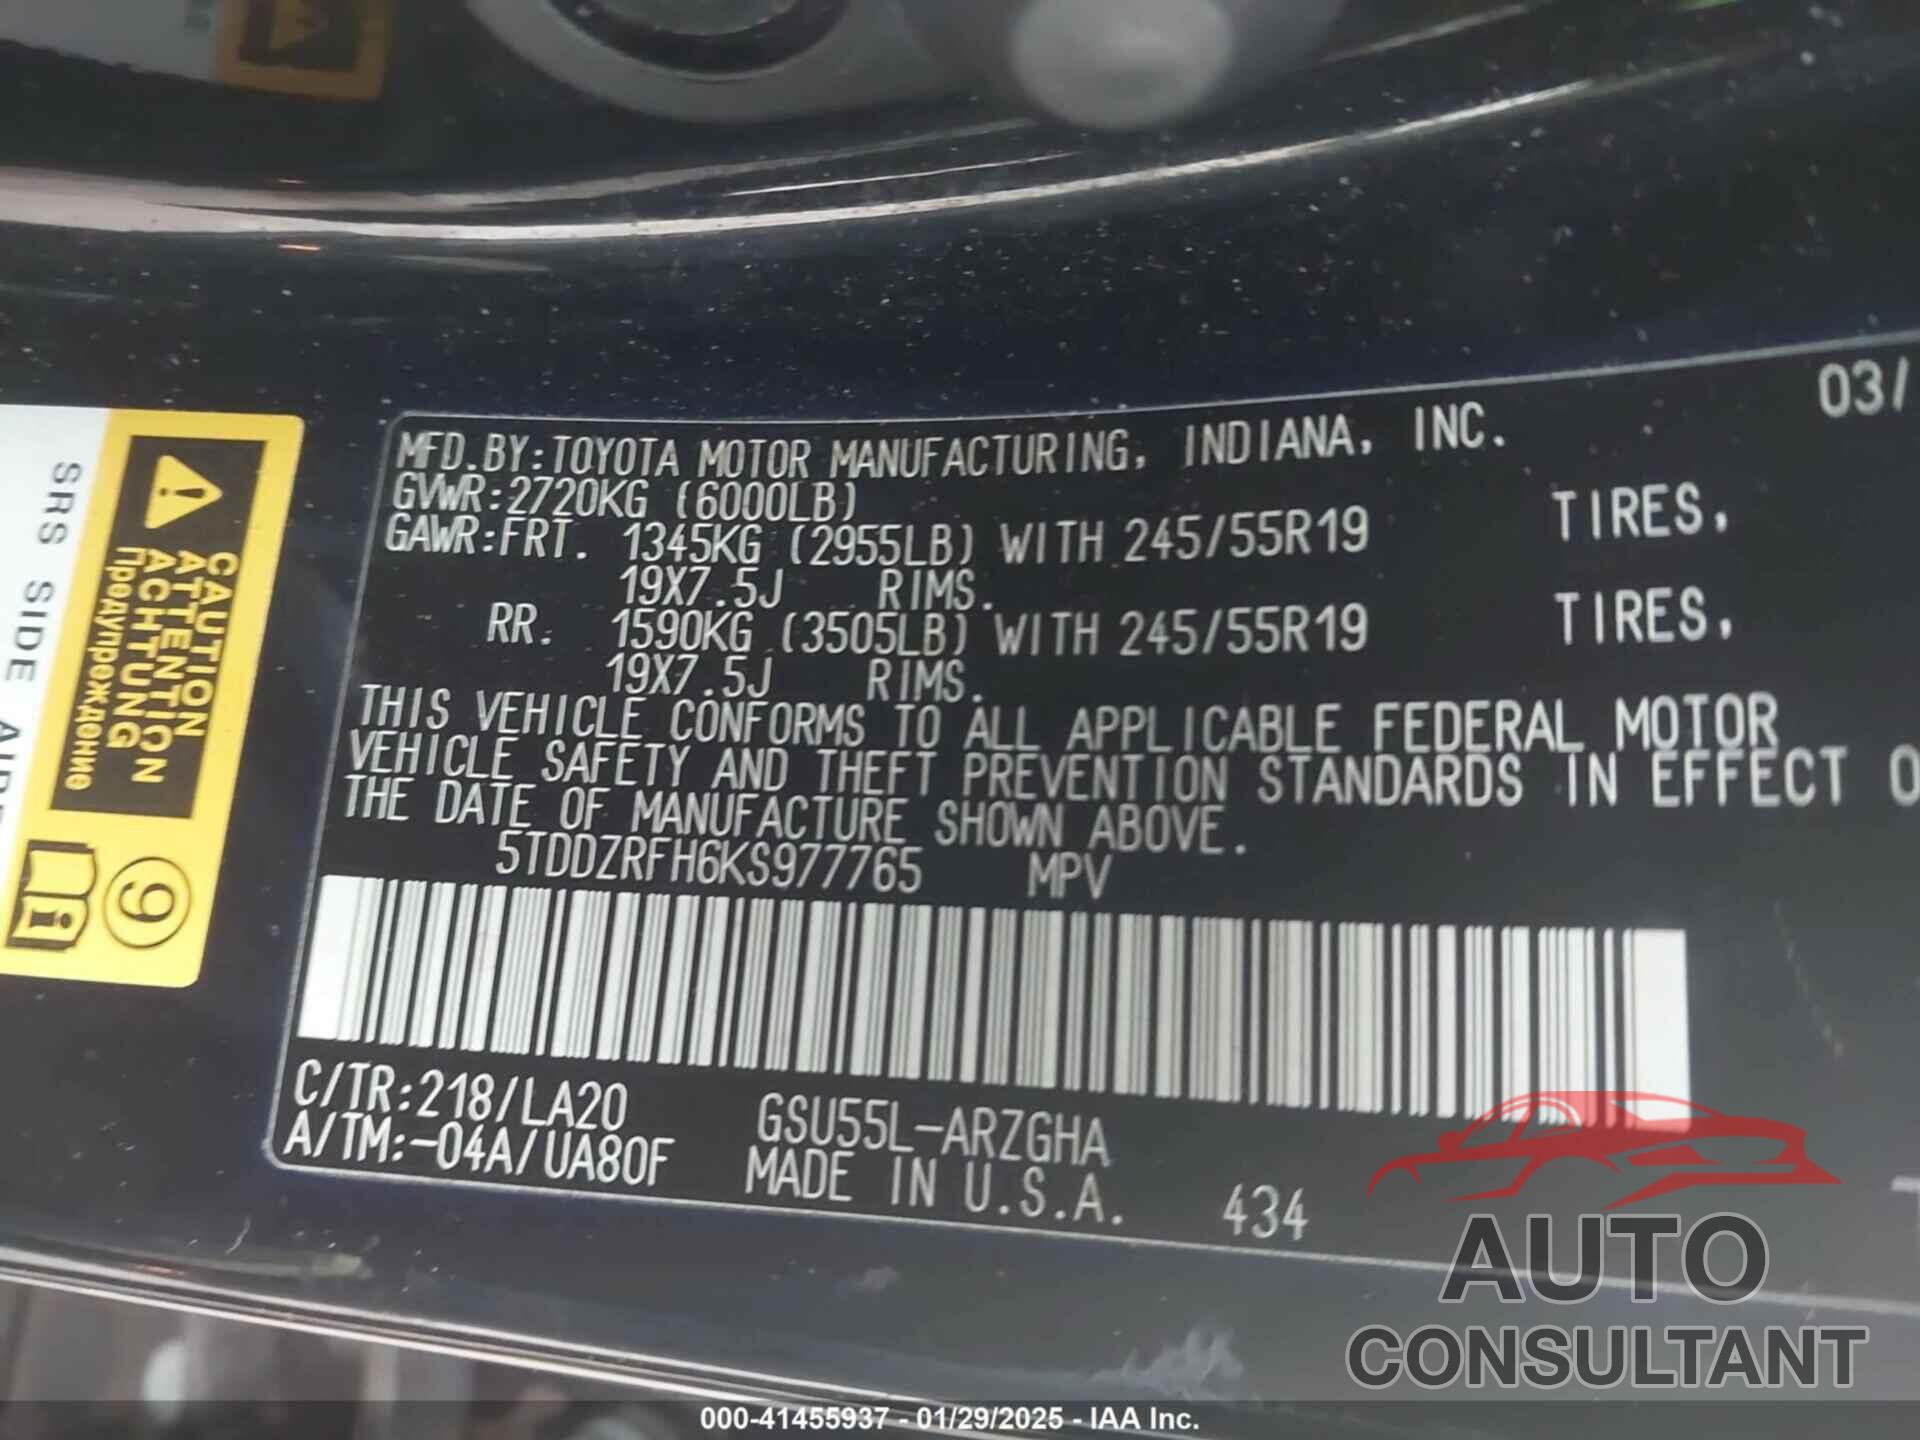 03/
MFD.BY:TOYOTA MOTOR MANUFACTURING, INDIANA, INC.
GVWR:2720KG (6000LB)
GAWR:FRT. 1345KG (2955LB) WITH 245/55R19 TIRES,
19X7.5J RIMS.
RR. 1590KG (3505LB) WITH 245/55R19 TIRES,
19X7.5J RIMS.
THIS VEHICLE CONFORMS TO ALL APPLICABLE FEDERAL MOTOR
VEHICLE SAFETY AND THEFT PREVENTION STANDARDS IN EFFECT O
THE DATE OF MANUFACTURE SHOWN ABOVE.
5TDDZRFH6KS977765 MPV
C/TR:218/LA20 GSU55L-ARZGHA
A/TM:-04A/UA80F MADE IN U.S.A. 434
CAUTION
ATTENTION
ACHTUNG
Предупреждение
9
SRS SIDE AIR
AUTO
CONSULTANT
000-41455937 - 01/29/2025 - IAA Inc.